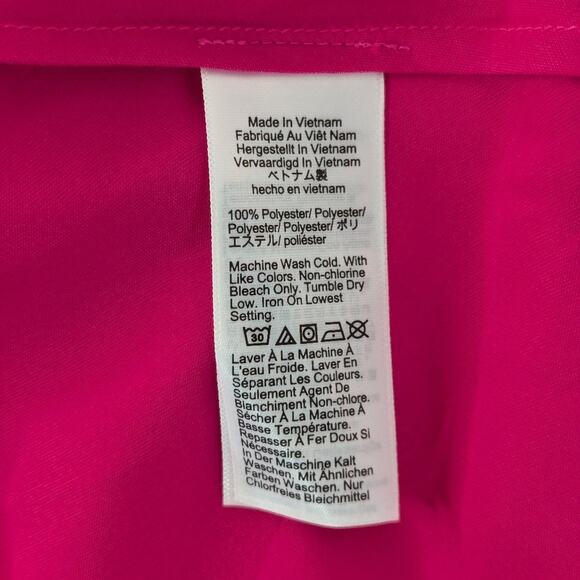 Made In Vietnam
Fabriqué Au Viêt Nam
Hergestellt In Vietnam
Vervaardigd In Vietnam
ベトナム製
hecho en vietnam
100% Polyester/ Polyester/
Polyester/ Polyester/ ポリ
エステル/ poliéster
Machine Wash Cold. With
Like Colors. Non-chlorine
Bleach Only. Tumble Dry
Low. Iron On Lowest
Setting.
30
Laver À La Machine À
L'eau Froide. Laver En
Séparant Les Couleurs.
Seulement Agent De
Blanchiment Non-chlore.
Sécher À La Machine À
Basse Température.
Repasser À Fer Doux Si
Nécessaire.
In Der Maschine Kalt
Waschen. Mit Ähnlichen
Farben Waschen. Nur
Chlorfreies Bleichmittel